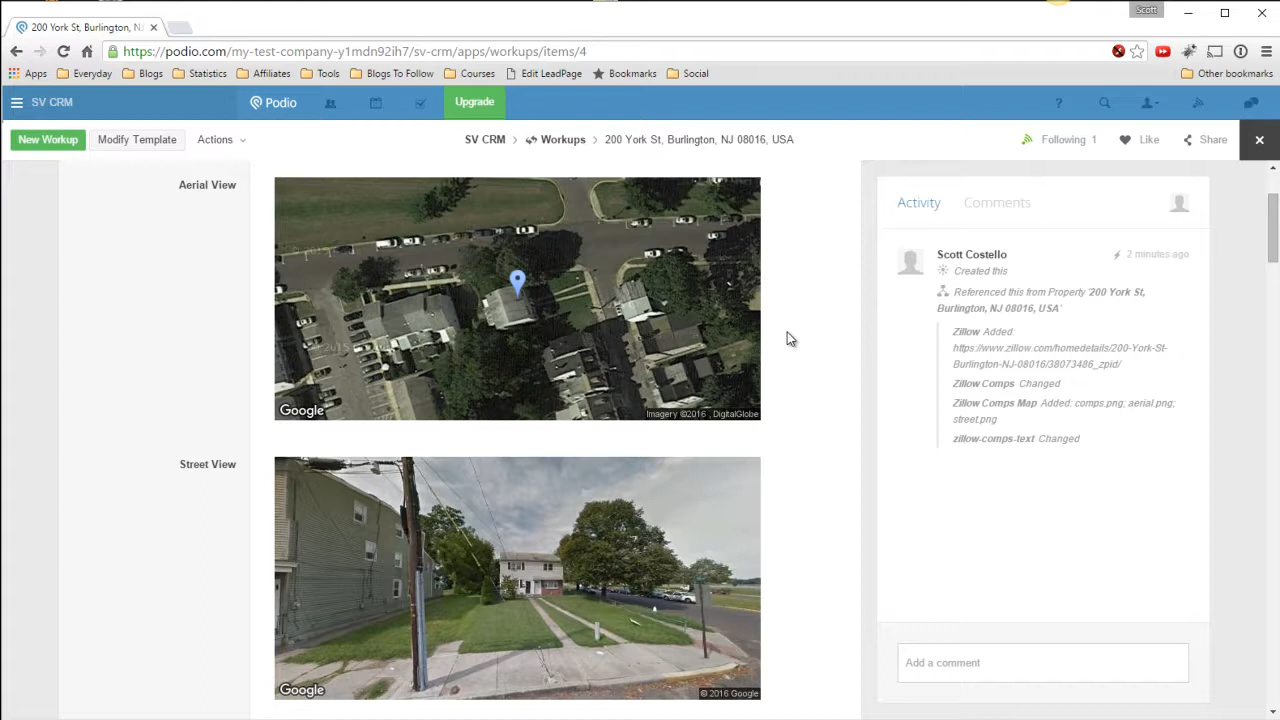 Scott
200 York St, Burlington, NJ
https://podio.com/my-test-company-y1mdn92ih7/sv-crm/apps/workups/items/4
Apps Everyday Blogs Statistics Affiliates Tools Blogs To Follow Courses Edit LeadPage Bookmarks Social Other bookmarks
SV CRM Podio Upgrade ?
New Workup Modify Template Actions SV CRM > Workups > 200 York St, Burlington, NJ 08016, USA Following 1 Like Share
Aerial View
Google
Imagery ©2016 , DigitalGlobe
Street View
Google
© 2016 Google
Activity Comments
Scott Costello 2 minutes ago
Created this
Referenced this from Property '200 York St,
Burlington, NJ 08016, USA'
Zillow Added:
https://www.zillow.com/homedetails/200-York-St-
Burlington-NJ-08016/38073486_zpid/
Zillow Comps Changed
Zillow Comps Map Added: comps.png; aerial.png;
street.png
zillow-comps-text Changed
Add a comment